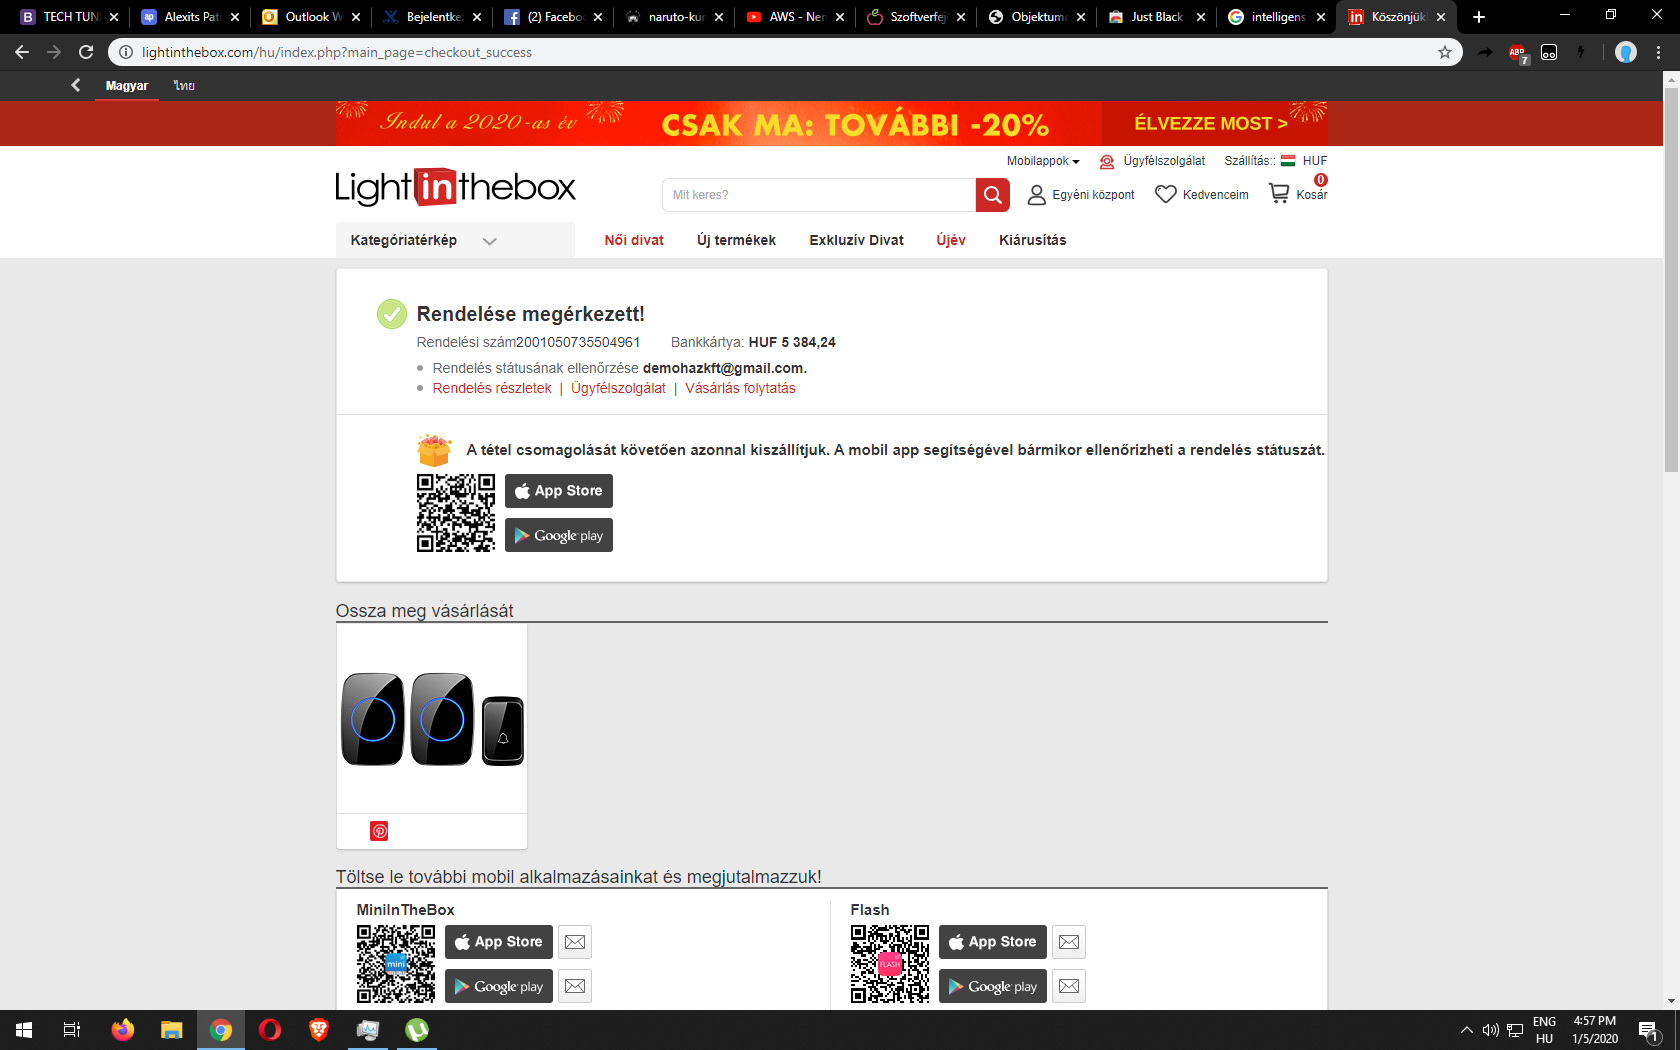 TECH TUN
Alexits Pat
Outlook W
Bejelentke
(2) Facebo
naruto-kur
AWS - Ner
Szoftverfej
Objektumo
Just Black
intelligens
Köszönjük
lightinthebox.com/hu/index.php?main_page=checkout_success
ABP
7
Magyar
ไทย
Indul a 2020-as év
CSAK MA: TOVÁBBI -20%
ÉLVEZZE MOST >
Mobilappok
Ügyfélszolgálat
Szállítás::
HUF
Lightinthebox
Mit keres?
Egyéni központ
Kedvenceim
0
Kosár
Kategóriatérkép
Női divat
Új termékek
Exkluzív Divat
Újév
Kiárusítás
Rendelése megérkezett!
Rendelési szám2001050735504961 Bankkártya: HUF 5 384,24
Rendelés státusának ellenőrzése demohazkft@gmail.com.
Rendelés részletek | Ügyfélszolgálat | Vásárlás folytatás
A tétel csomagolását követően azonnal kiszállítjuk. A mobil app segítségével bármikor ellenőrizheti a rendelés státuszát.
App Store
Google play
Ossza meg vásárlását
Töltse le további mobil alkalmazásainkat és megjutalmazzuk!
MiniInTheBox
mini
App Store
Google play
Flash
FLASH
App Store
Google play
ENG
HU
4:57 PM
1/5/2020
1